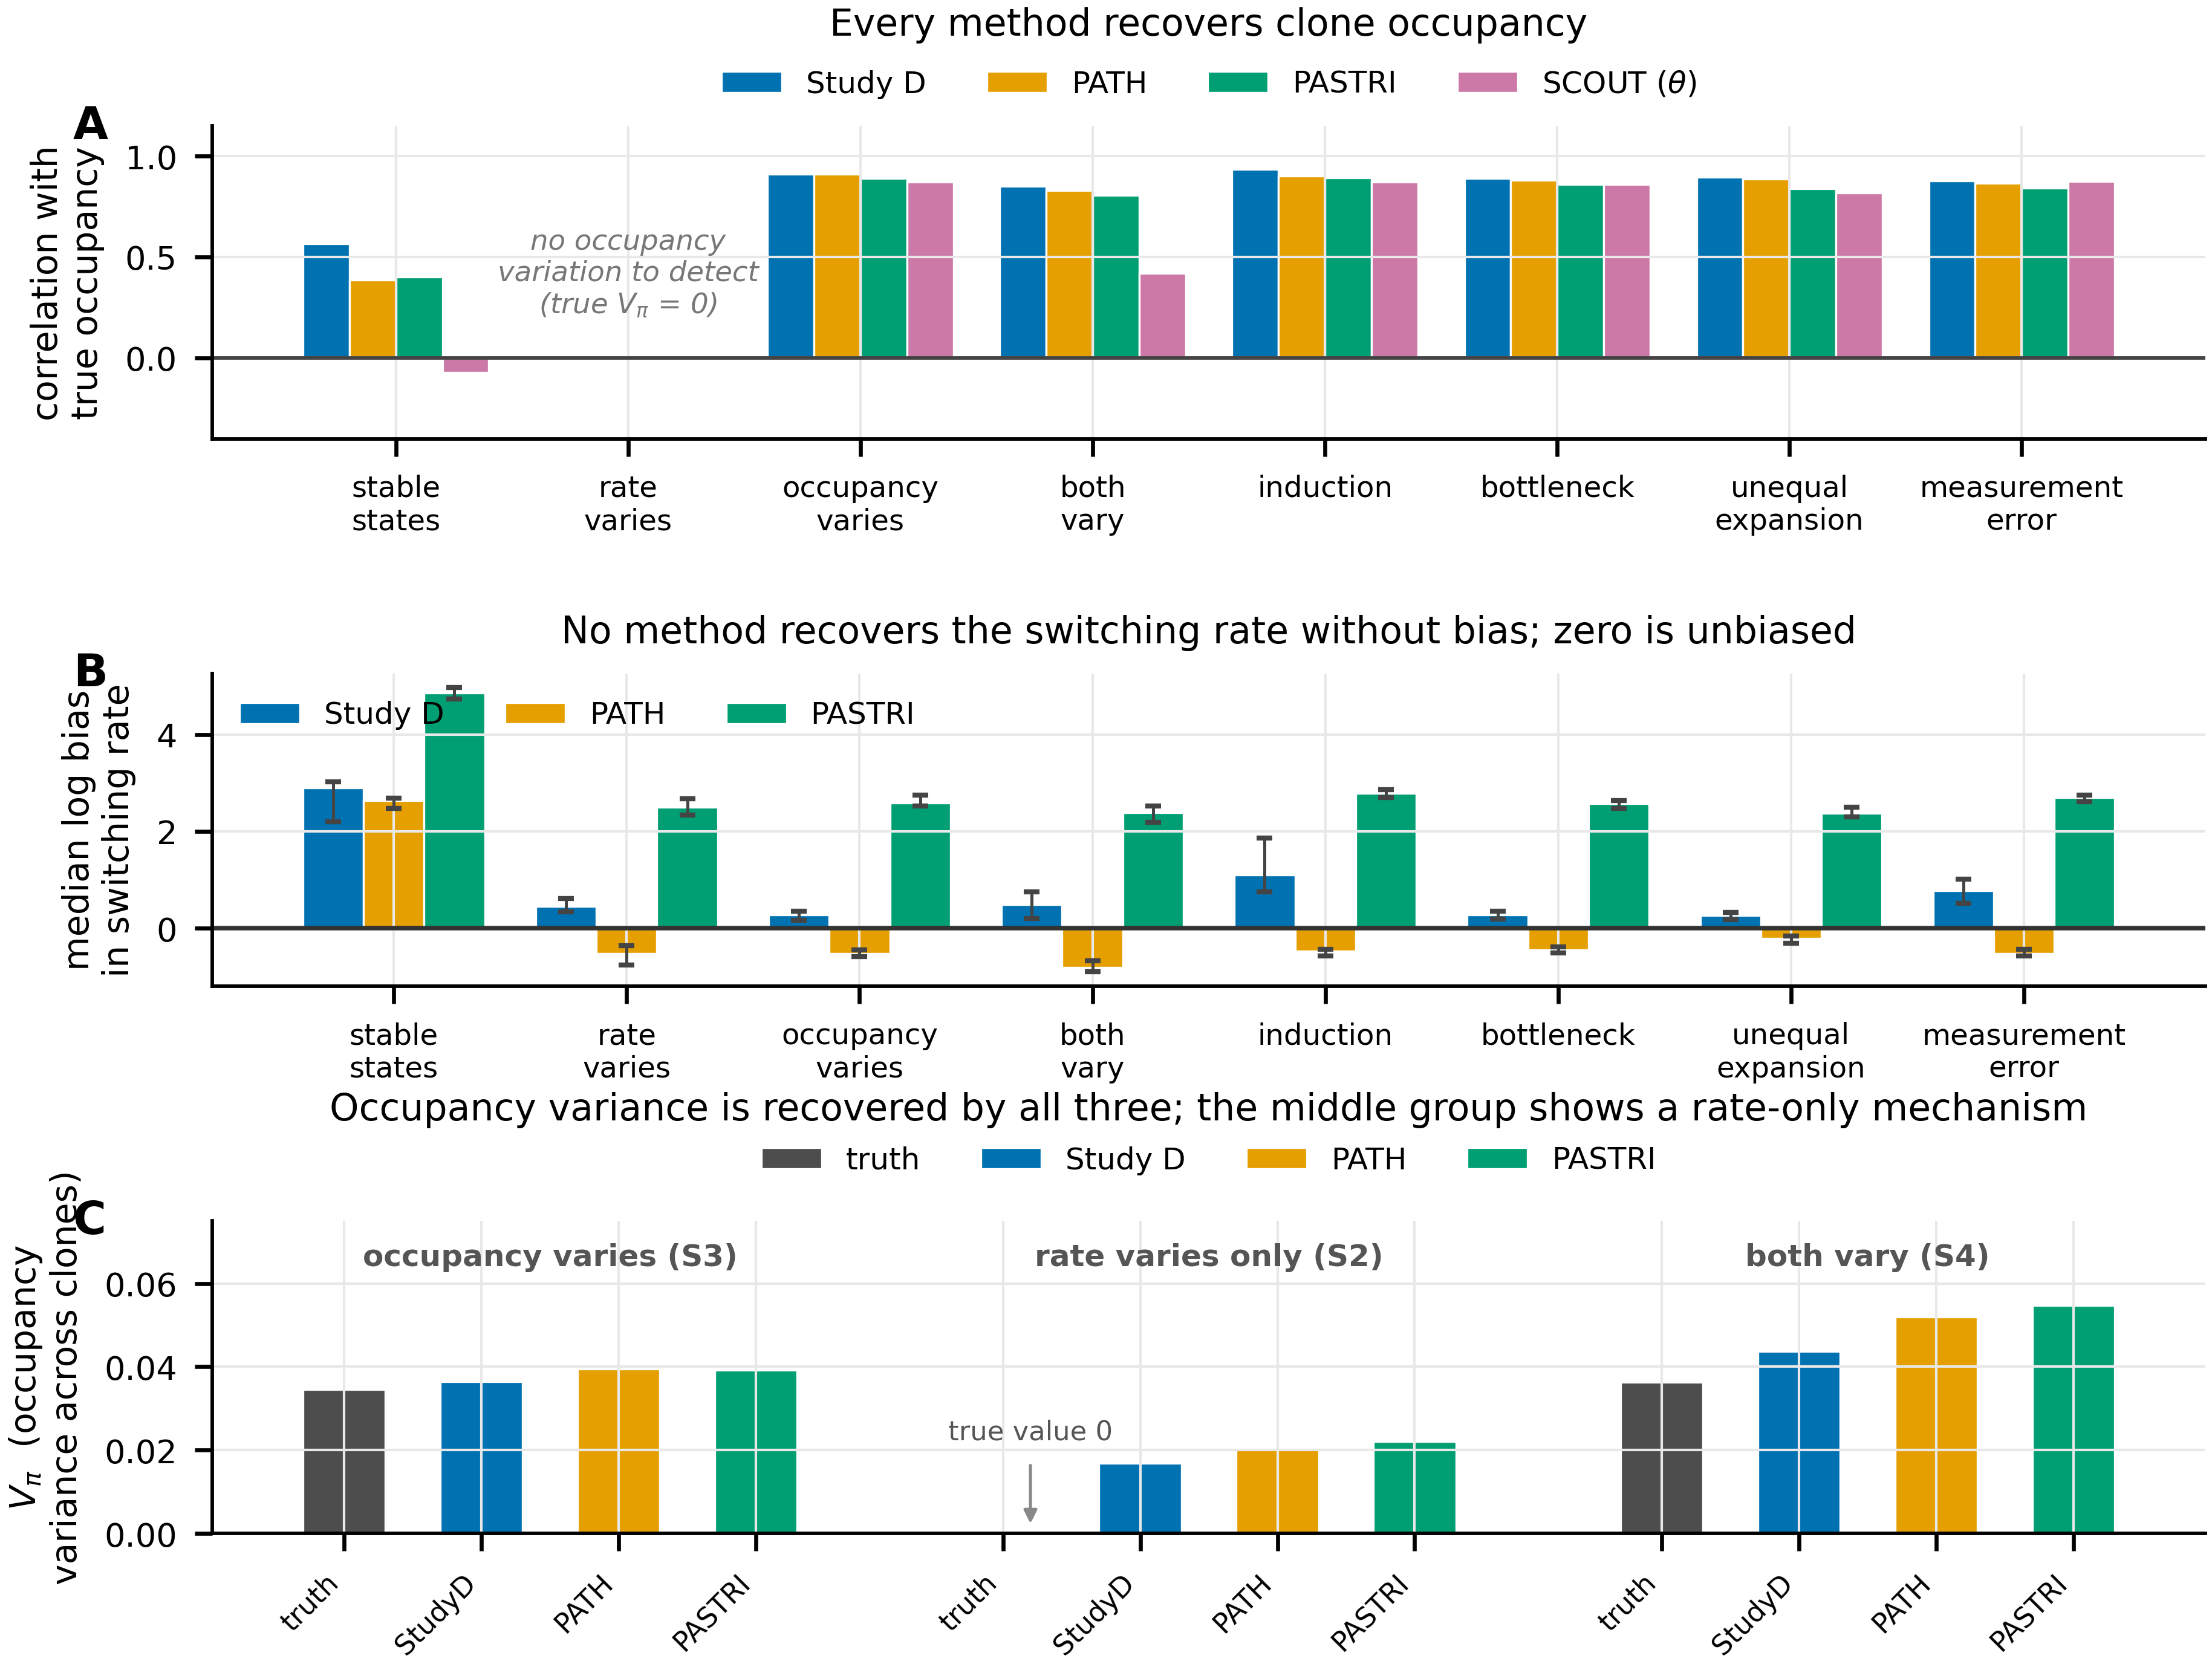 Every method recovers clone occupancy
Study D PATH PASTRI SCOUT (θ)
A
correlation with
true occupancy
1.0
0.5
0.0
no occupancy
variation to detect
(true Vπ = 0)
stable
states
rate
varies
occupancy
varies
both
vary
induction
bottleneck
unequal
expansion
measurement
error
No method recovers the switching rate without bias; zero is unbiased
B
Study D PATH PASTRI
median log bias
in switching rate
4
2
0
stable
states
rate
varies
occupancy
varies
both
vary
induction
bottleneck
unequal
expansion
measurement
error
Occupancy variance is recovered by all three; the middle group shows a rate-only mechanism
truth Study D PATH PASTRI
C
Vπ (occupancy
variance across clones)
0.06
0.04
0.02
0.00
occupancy varies (S3)
rate varies only (S2)
both vary (S4)
true value 0
truth
StudyD
PATH
PASTRI
truth
StudyD
PATH
PASTRI
truth
StudyD
PATH
PASTRI